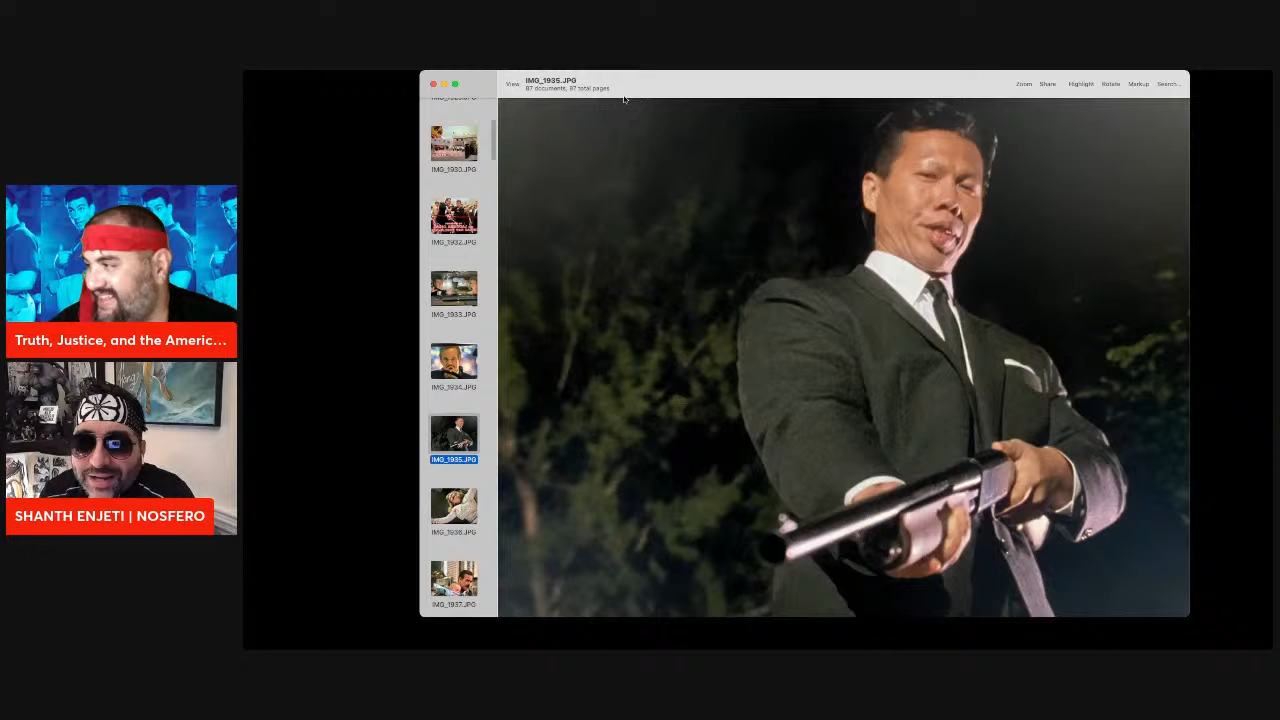 View
IMG_1935.JPG
87 documents, 87 total pages
Zoom
Share
Highlight
Rotate
Markup
Search...
IMG_1930.JPG
IMG_1932.JPG
IMG_1933.JPG
IMG_1934.JPG
IMG_1935.JPG
IMG_1936.JPG
IMG_1937.JPG
Truth, Justice, and the Americ...
SHANTH ENJETI | NOSFERO